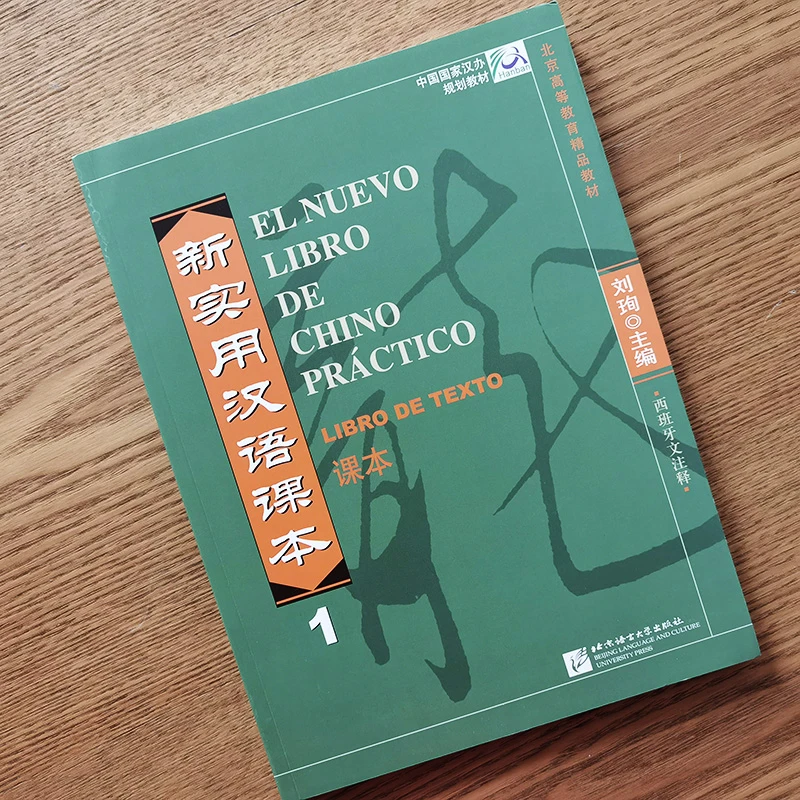 中国国家汉办
规划教材
Hanban
北京高等教育精品教材
新实用汉语课本
EL NUEVO
LIBRO
DE
CHINO
PRÁCTICO
LIBRO DE TEXTO
课本
1
刘珣◎主编
西班牙文注释
北京语言大学出版社
BEIJING LANGUAGE AND CULTURE
UNIVERSITY PRESS